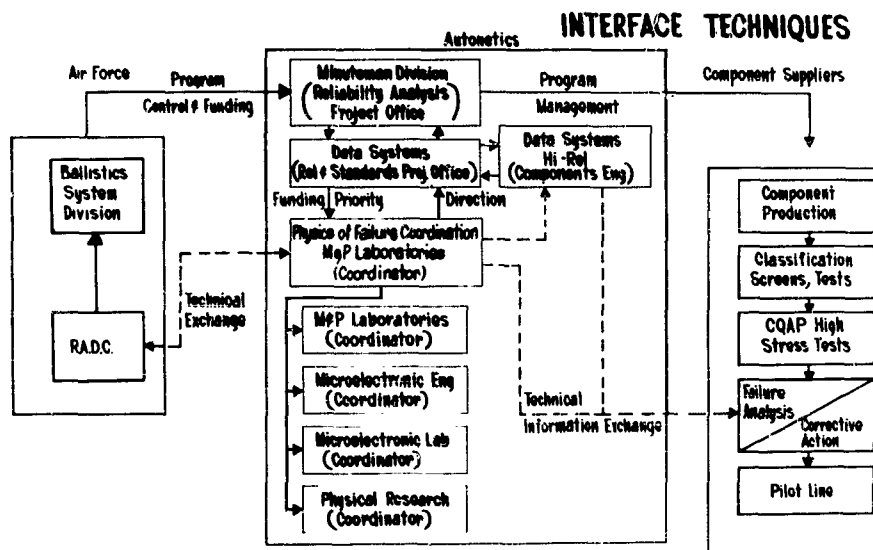 INTERFACE TECHNIQUES
Autonetics
Air Force
Program
Control & Funding
Minuteman Division
(Reliability Analysis
Project Office)
Program
Management
Component Suppliers
Ballistics
System
Division
R.A.D.C.
Technical
Exchange
Data Systems
(Rel & Standards Proj. Office)
Data Systems
Hi-Rel
(Components Eng)
Funding Priority
Direction
Physics of Failure Coordination
M&P Laboratories
(Coordinator)
M&P Laboratories
(Coordinator)
Microelectronic Eng
(Coordinator)
Microelectronic Lab
(Coordinator)
Physical Research
(Coordinator)
Technical
Information Exchange
Component
Production
Classification
Screens, Tests
CQAP High
Stress Tests
Failure
Analysis
Corrective
Action
Pilot Line